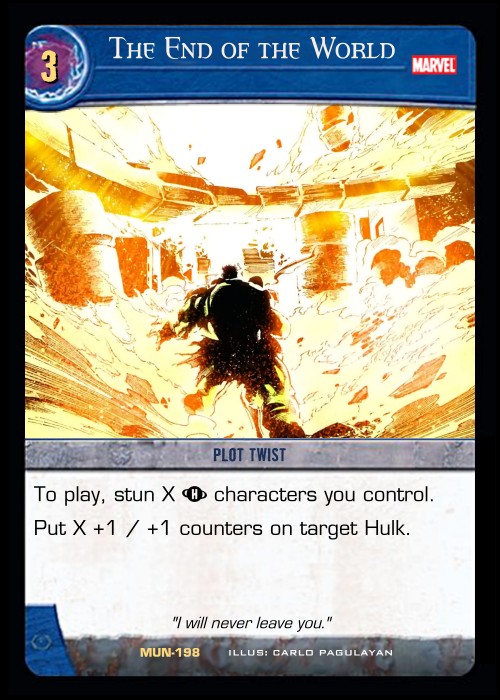 The End of the World
3
MARVEL
PLOT TWIST
To play, stun X H characters you control.
Put X +1 / +1 counters on target Hulk.
"I will never leave you."
MUN-198 ILLUS: CARLO PAGULAYAN